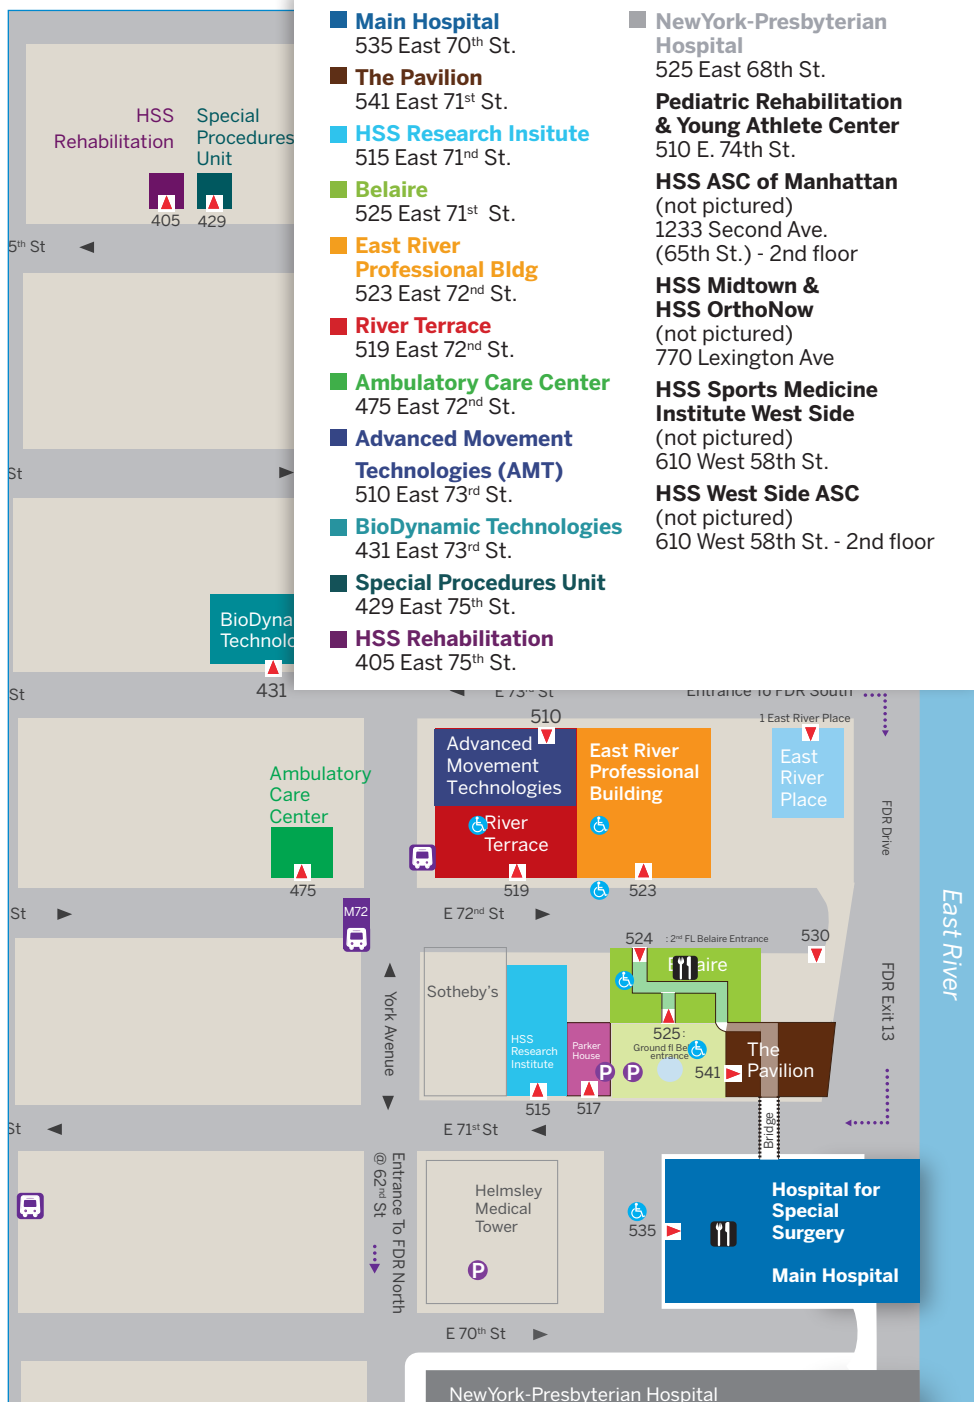 Main Hospital
535 East 70th St.
The Pavilion
541 East 71st St.
HSS Research Insitute
515 East 71nd St.
Belaire
525 East 71st St.
East River
Professional Bldg
523 East 72nd St.
River Terrace
519 East 72nd St.
Ambulatory Care Center
475 East 72nd St.
Advanced Movement
Technologies (AMT)
510 East 73rd St.
BioDynamic Technologies
431 East 73rd St.
Special Procedures Unit
429 East 75th St.
HSS Rehabilitation
405 East 75th St.
NewYork-Presbyterian
Hospital
525 East 68th St.
Pediatric Rehabilitation
& Young Athlete Center
510 E. 74th St.
HSS ASC of Manhattan
(not pictured)
1233 Second Ave.
(65th St.) - 2nd floor
HSS Midtown &
HSS OrthoNow
(not pictured)
770 Lexington Ave
HSS Sports Medicine
Institute West Side
(not pictured)
610 West 58th St.
HSS West Side ASC
(not pictured)
610 West 58th St. - 2nd floor
HSS
Rehabilitation
Special
Procedures
Unit
405
429
5th St
St
BioDyna
Technolo
431
St
E 73rd St
Entrance To FDR South
510
1 East River Place
Advanced
Movement
Technologies
East River
Professional
Building
East
River
Place
River
Terrace
Ambulatory
Care
Center
475
519
523
FDR Drive
St
M72
E 72nd St
East River
524
: 2nd FL Belaire Entrance
530
Sotheby's
York Avenue
FDR Exit 13
HSS
Research
Institute
Parker
House
P
P
525 :
Ground fl Be
entrance
541
The
Pavilion
515
517
St
E 71st St
Bridge
Entrance To FDR North
@ 62nd St
Helmsley
Medical
Tower
P
535
Hospital for
Special
Surgery
Main Hospital
E 70th St
NewYork-Presbyterian Hospital